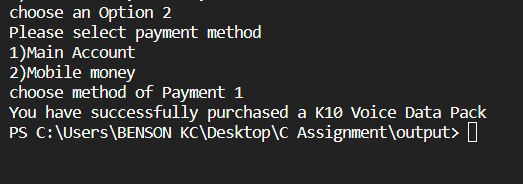 choose an Option 2
Please select payment method
1)Main Account
2)Mobile money
choose method of Payment 1
You have successfully purchased a K10 Voice Data Pack
PS C:\Users\BENSON KC\Desktop\C Assignment\output>